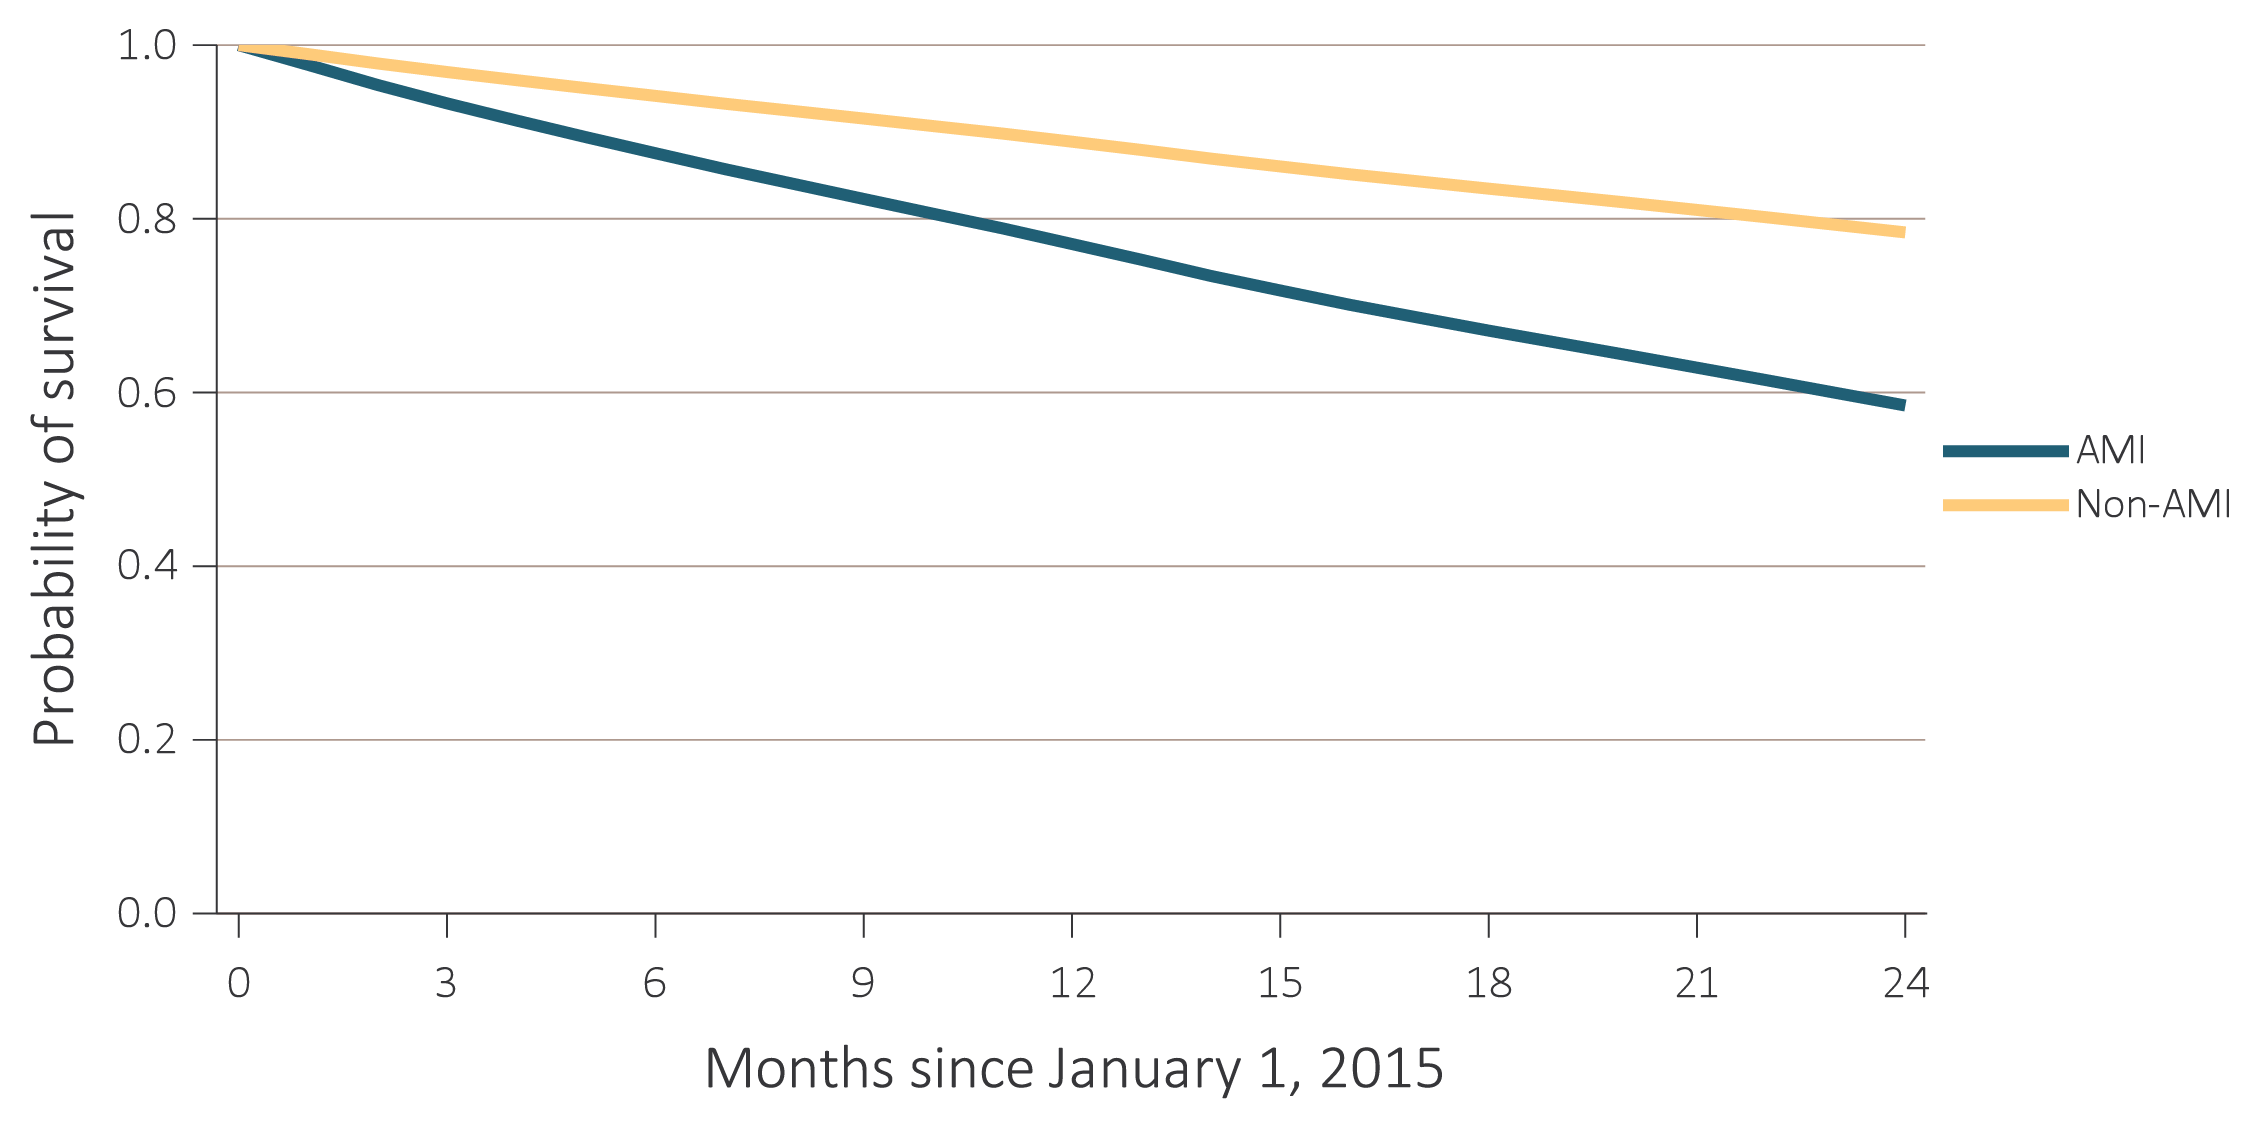 Probability of survival
1.0
0.8
0.6
0.4
0.2
0.0
0 3 6 9 12 15 18 21 24
Months since January 1, 2015
AMI
Non-AMI